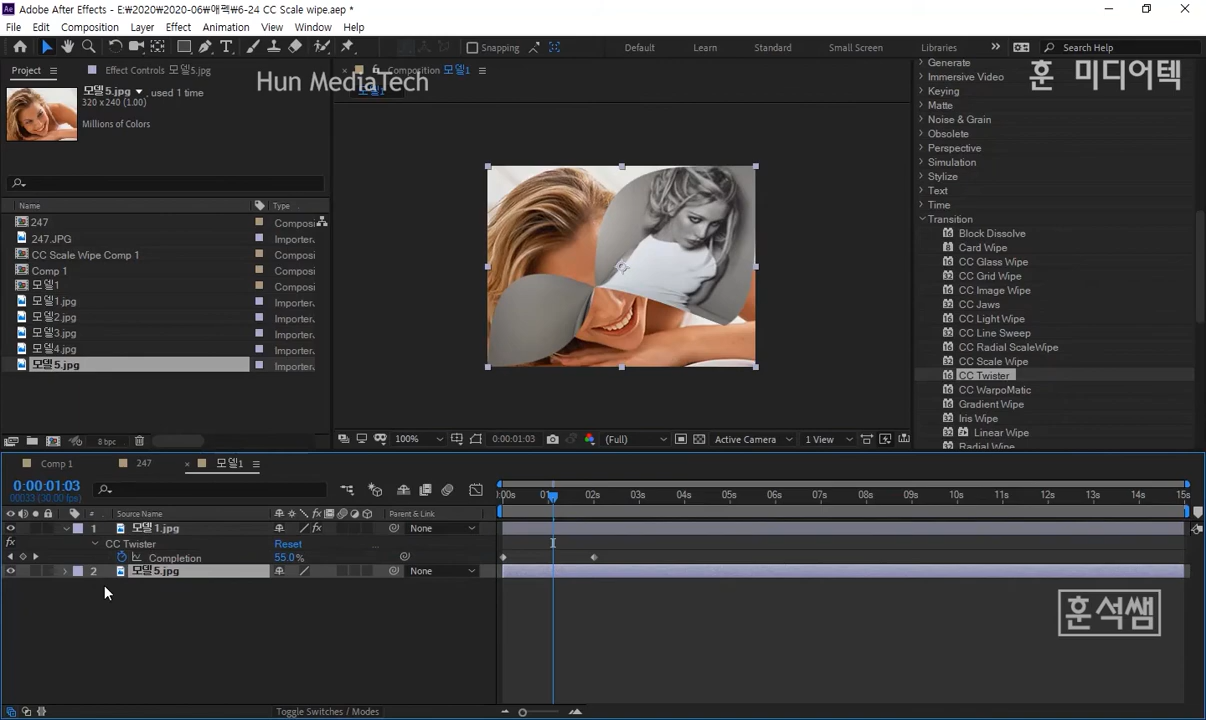 Adobe After Effects - E:₩2020₩2020-06₩애펙₩6-24 CC Scale wipe.aep *
File Edit Composition Layer Effect Animation View Window Help
Snapping Default Learn Standard Small Screen Libraries Search Help
Project Effect Controls 모델5.jpg Composition 모델1
Hun MediaTech
훈 미디어텍
모델1
모델5.jpg , used 1 time
320 x 240 (1.00)
Millions of Colors
Name Type
247 Composi
247.JPG Importer
CC Scale Wipe Comp 1 Composi
Comp 1 Composi
모델1 Composi
모델1.jpg Importer
모델2.jpg Importer
모델3.jpg Importer
모델4.jpg Importer
모델5.jpg Importer
8 bpc
100% 0:00:01:03 (Full) Active Camera 1 View
Generate
Immersive Video
Keying
Matte
Noise & Grain
Obsolete
Perspective
Simulation
Stylize
Text
Time
Transition
Block Dissolve
Card Wipe
CC Glass Wipe
CC Grid Wipe
CC Image Wipe
CC Jaws
CC Light Wipe
CC Line Sweep
CC Radial ScaleWipe
CC Scale Wipe
CC Twister
CC WarpoMatic
Gradient Wipe
Iris Wipe
Linear Wipe
Radial Wipe
Comp 1 247 모델1
0:00:01:03
00033 (30.00 fps)
:00s 01s 02s 03s 04s 05s 06s 07s 08s 09s 10s 11s 12s 13s 14s 15s
# Source Name Parent & Link
1 모델1.jpg None
CC Twister Reset
Completion 55.0%
2 모델5.jpg None
훈석쌤
Toggle Switches / Modes